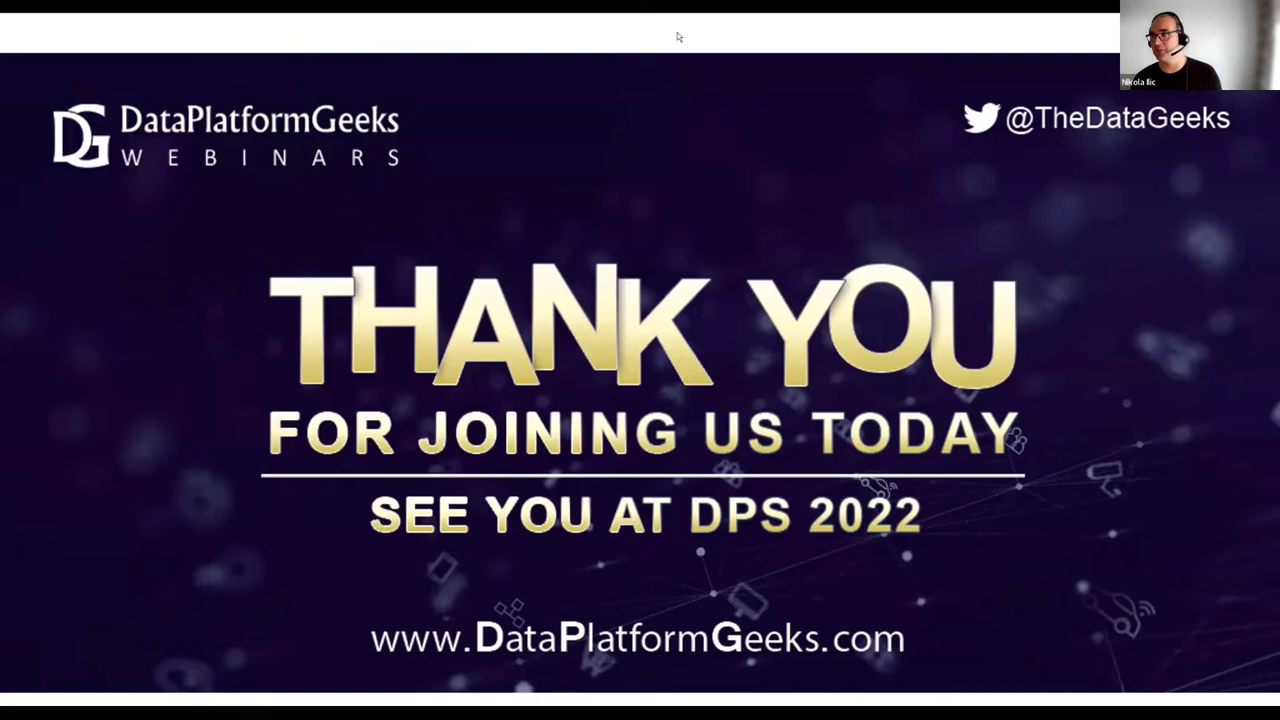 Nikola Ilic
DataPlatformGeeks
WEBINARS
@TheDataGeeks
THANK YOU
FOR JOINING US TODAY
SEE YOU AT DPS 2022
www.DataPlatformGeeks.com